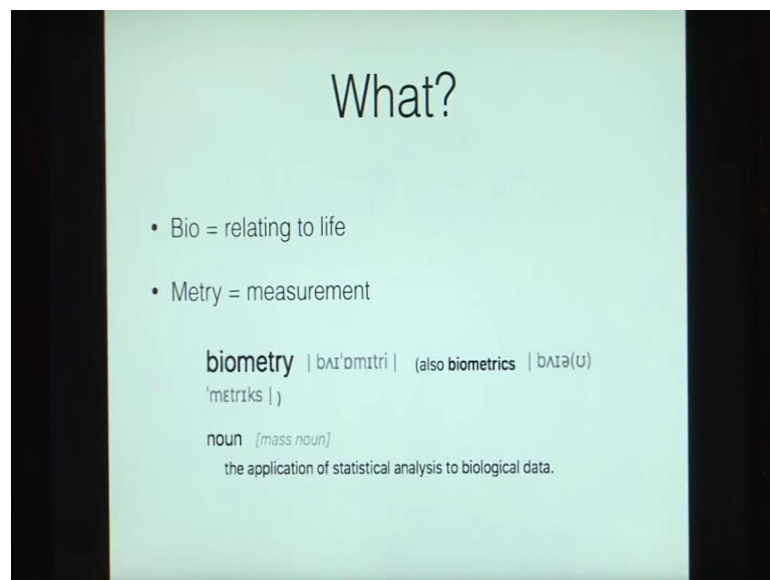 What?
• Bio = relating to life
• Metry = measurement
biometry | bʌɪˈɒmɪtri | (also biometrics | bʌɪə(ʊ)
ˈmɛtrɪks | )
noun [mass noun]
the application of statistical analysis to biological data.